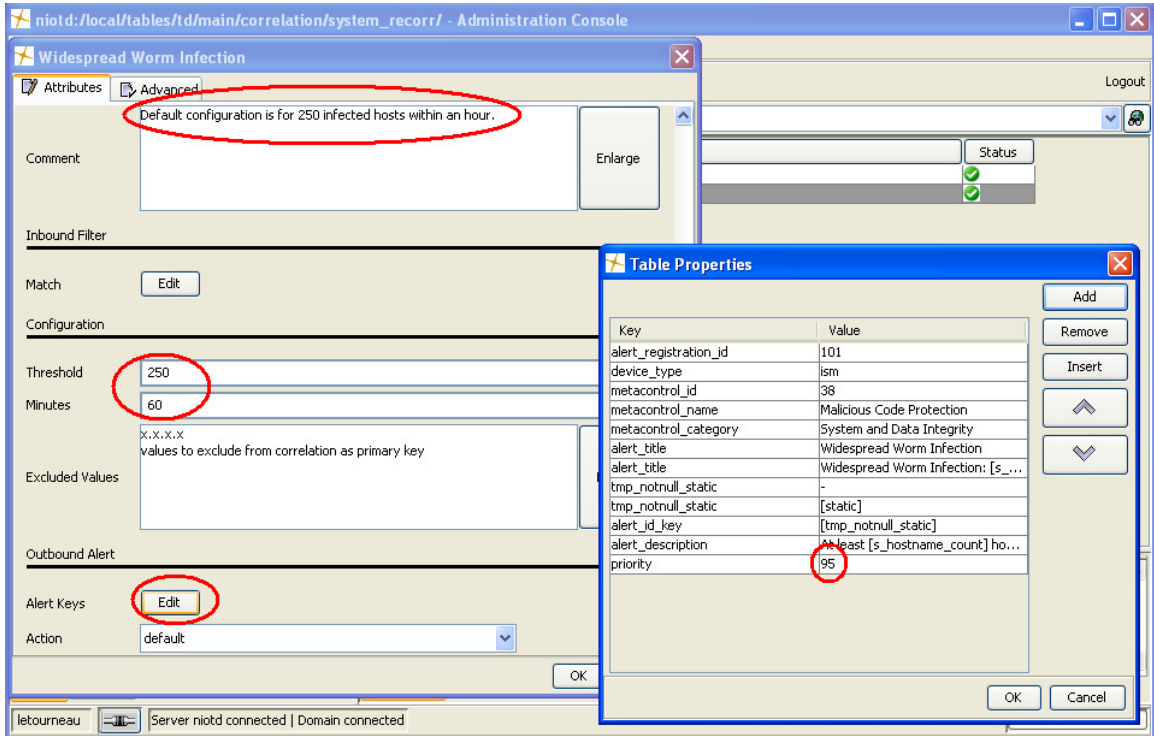 niotd:/local/tables/td/main/correlation/system_recorr/ - Administration Console
Widespread Worm Infection
Attributes
Advanced
Logout
Comment
Default configuration is for 250 infected hosts within an hour.
Enlarge
Status
Inbound Filter
Match
Edit
Configuration
Threshold
250
Minutes
60
Excluded Values
x.x.x.x
values to exclude from correlation as primary key
Outbound Alert
Alert Keys
Edit
Action
default
OK
Table Properties
Key Value
alert_registration_id 101
device_type ism
metacontrol_id 38
metacontrol_name Malicious Code Protection
metacontrol_category System and Data Integrity
alert_title Widespread Worm Infection
alert_title Widespread Worm Infection: [s_...
tmp_notnull_static -
tmp_notnull_static [static]
alert_id_key [tmp_notnull_static]
alert_description At least [s_hostname_count] ho...
priority 95
Add
Remove
Insert
OK
Cancel
letourneau
Server niotd connected | Domain connected